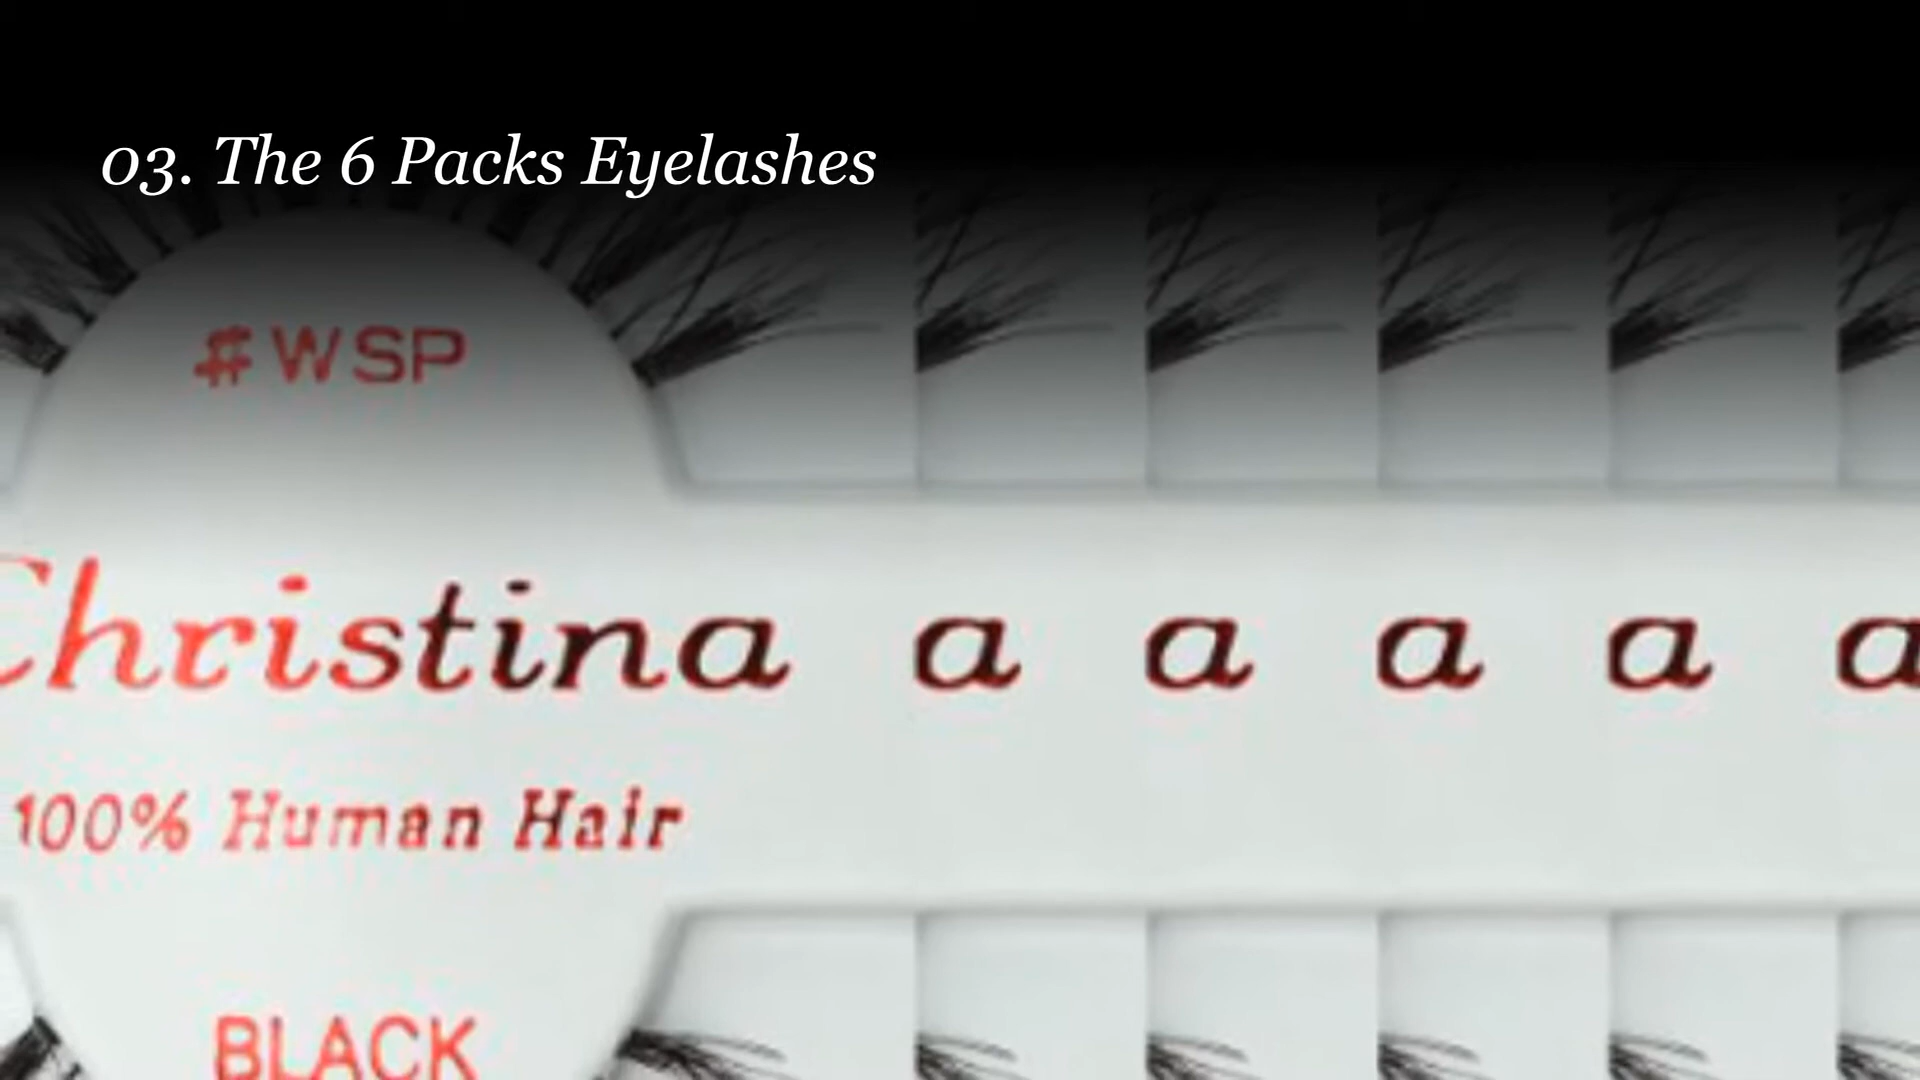 03. The 6 Packs Eyelashes
#WSP
Christina a a a a a
100% Human Hair
BLACK